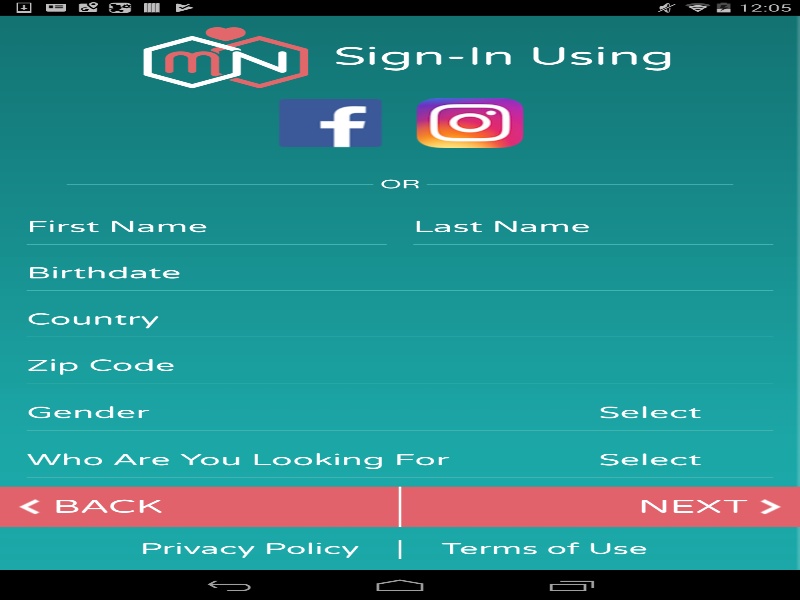 12:05
mN Sign-In Using
f
OR
First Name Last Name
Birthdate
Country
Zip Code
Gender Select
Who Are You Looking For Select
BACK NEXT
Privacy Policy | Terms of Use